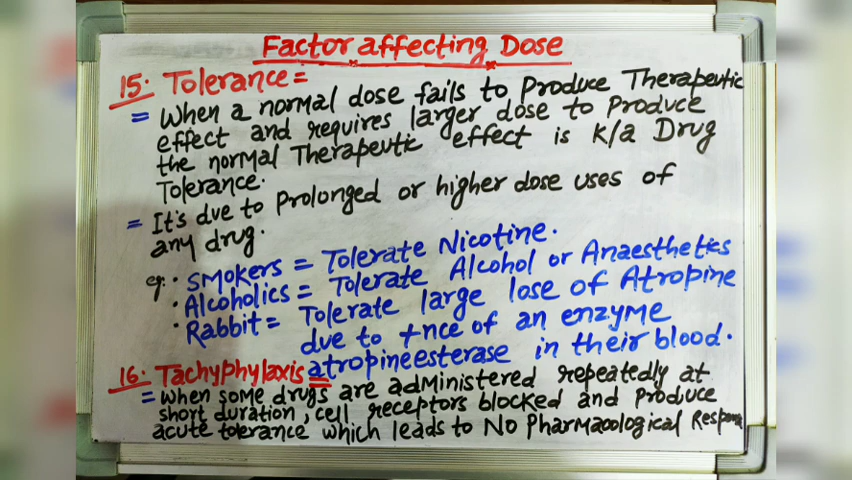 Factor affecting Dose
15. Tolerance =
= When a normal dose fails to Produce Therapeutic
effect and requires larger dose to Produce
the normal Therapeutic effect is K/a Drug
Tolerance.
= It's due to Prolonged or higher dose uses of
any drug.
eg:- • Smokers = Tolerate Nicotine.
• Alcoholics = Tolerate Alcohol or Anaesthetics
• Rabbit = Tolerate large lose of Atropine
due to +nce of an enzyme
atropineesterase in their blood.
16. Tachyphylaxis =
= When some drugs are administered repeatedly at
short duration, cell receptors blocked and Produce
acute tolerance which leads to No Pharmacological Response